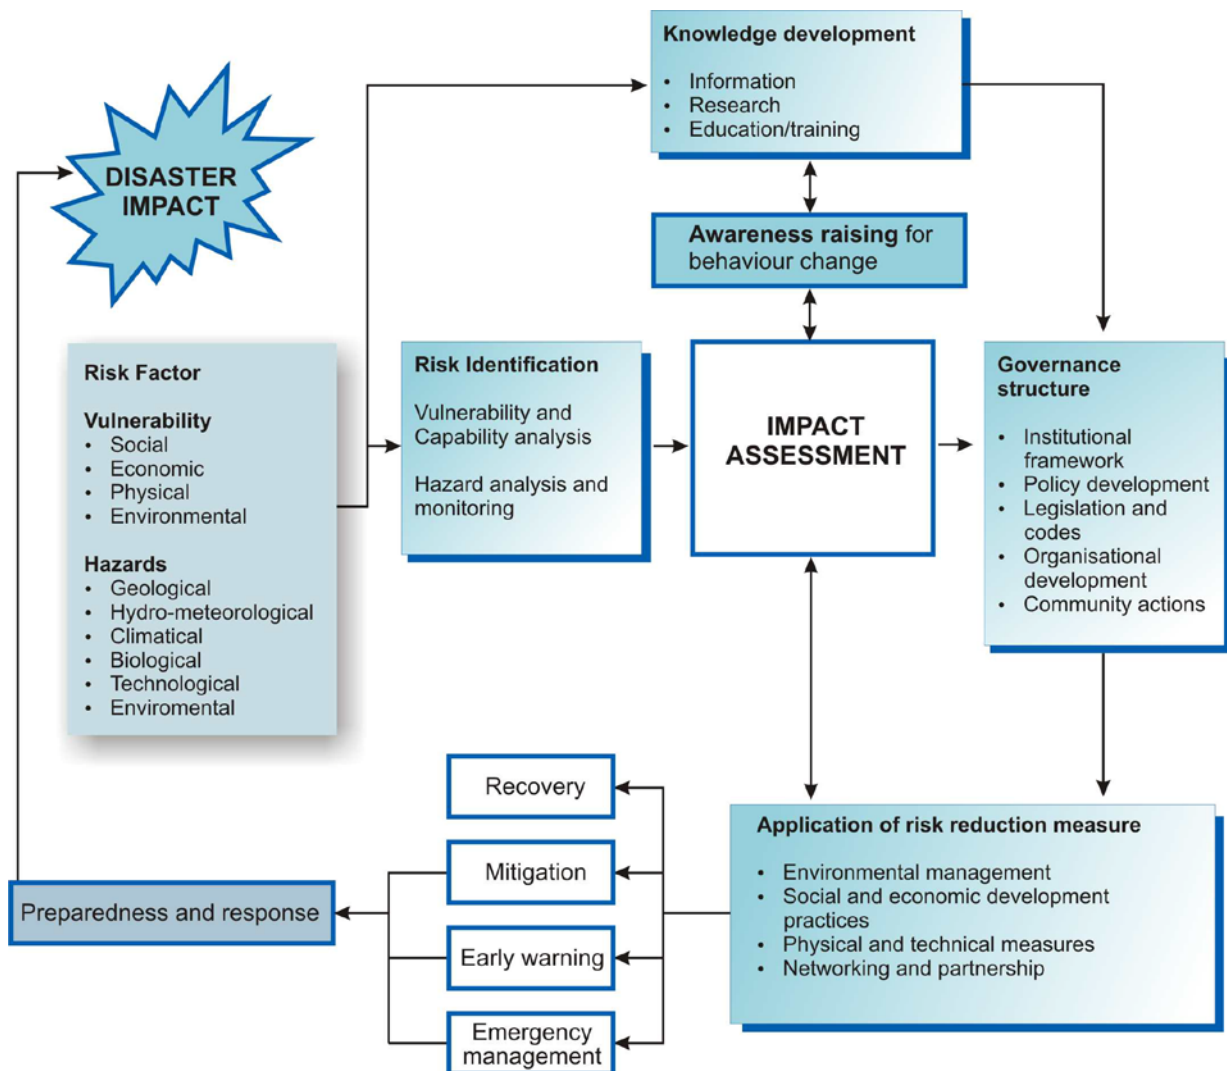 Knowledge development
• Information
• Research
• Education/training
DISASTER
IMPACT
Awareness raising for
behaviour change
Risk Factor
Vulnerability
• Social
• Economic
• Physical
• Environmental
Hazards
• Geological
• Hydro-meteorological
• Climatical
• Biological
• Technological
• Enviromental
Risk Identification
Vulnerability and
Capability analysis
Hazard analysis and
monitoring
IMPACT
ASSESSMENT
Governance
structure
• Institutional
framework
• Policy development
• Legislation and
codes
• Organisational
development
• Community actions
Recovery
Mitigation
Early warning
Emergency
management
Preparedness and response
Application of risk reduction measure
• Environmental management
• Social and economic development
practices
• Physical and technical measures
• Networking and partnership